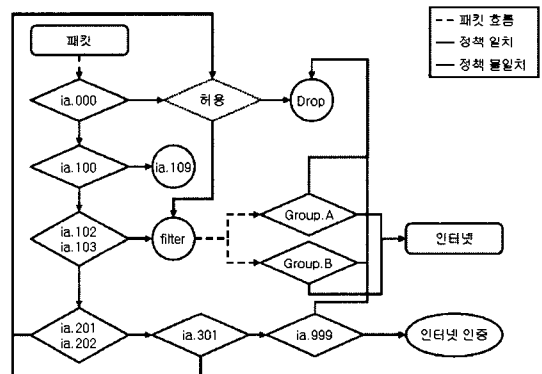 패킷
패킷 흐름
정책 일치
정책 불일치
ia.000
허용
Drop
ia.100
ia.109
ia.102
ia.103
filter
Group.A
Group.B
인터넷
ia.201
ia.202
ia.301
ia.999
인터넷 인증